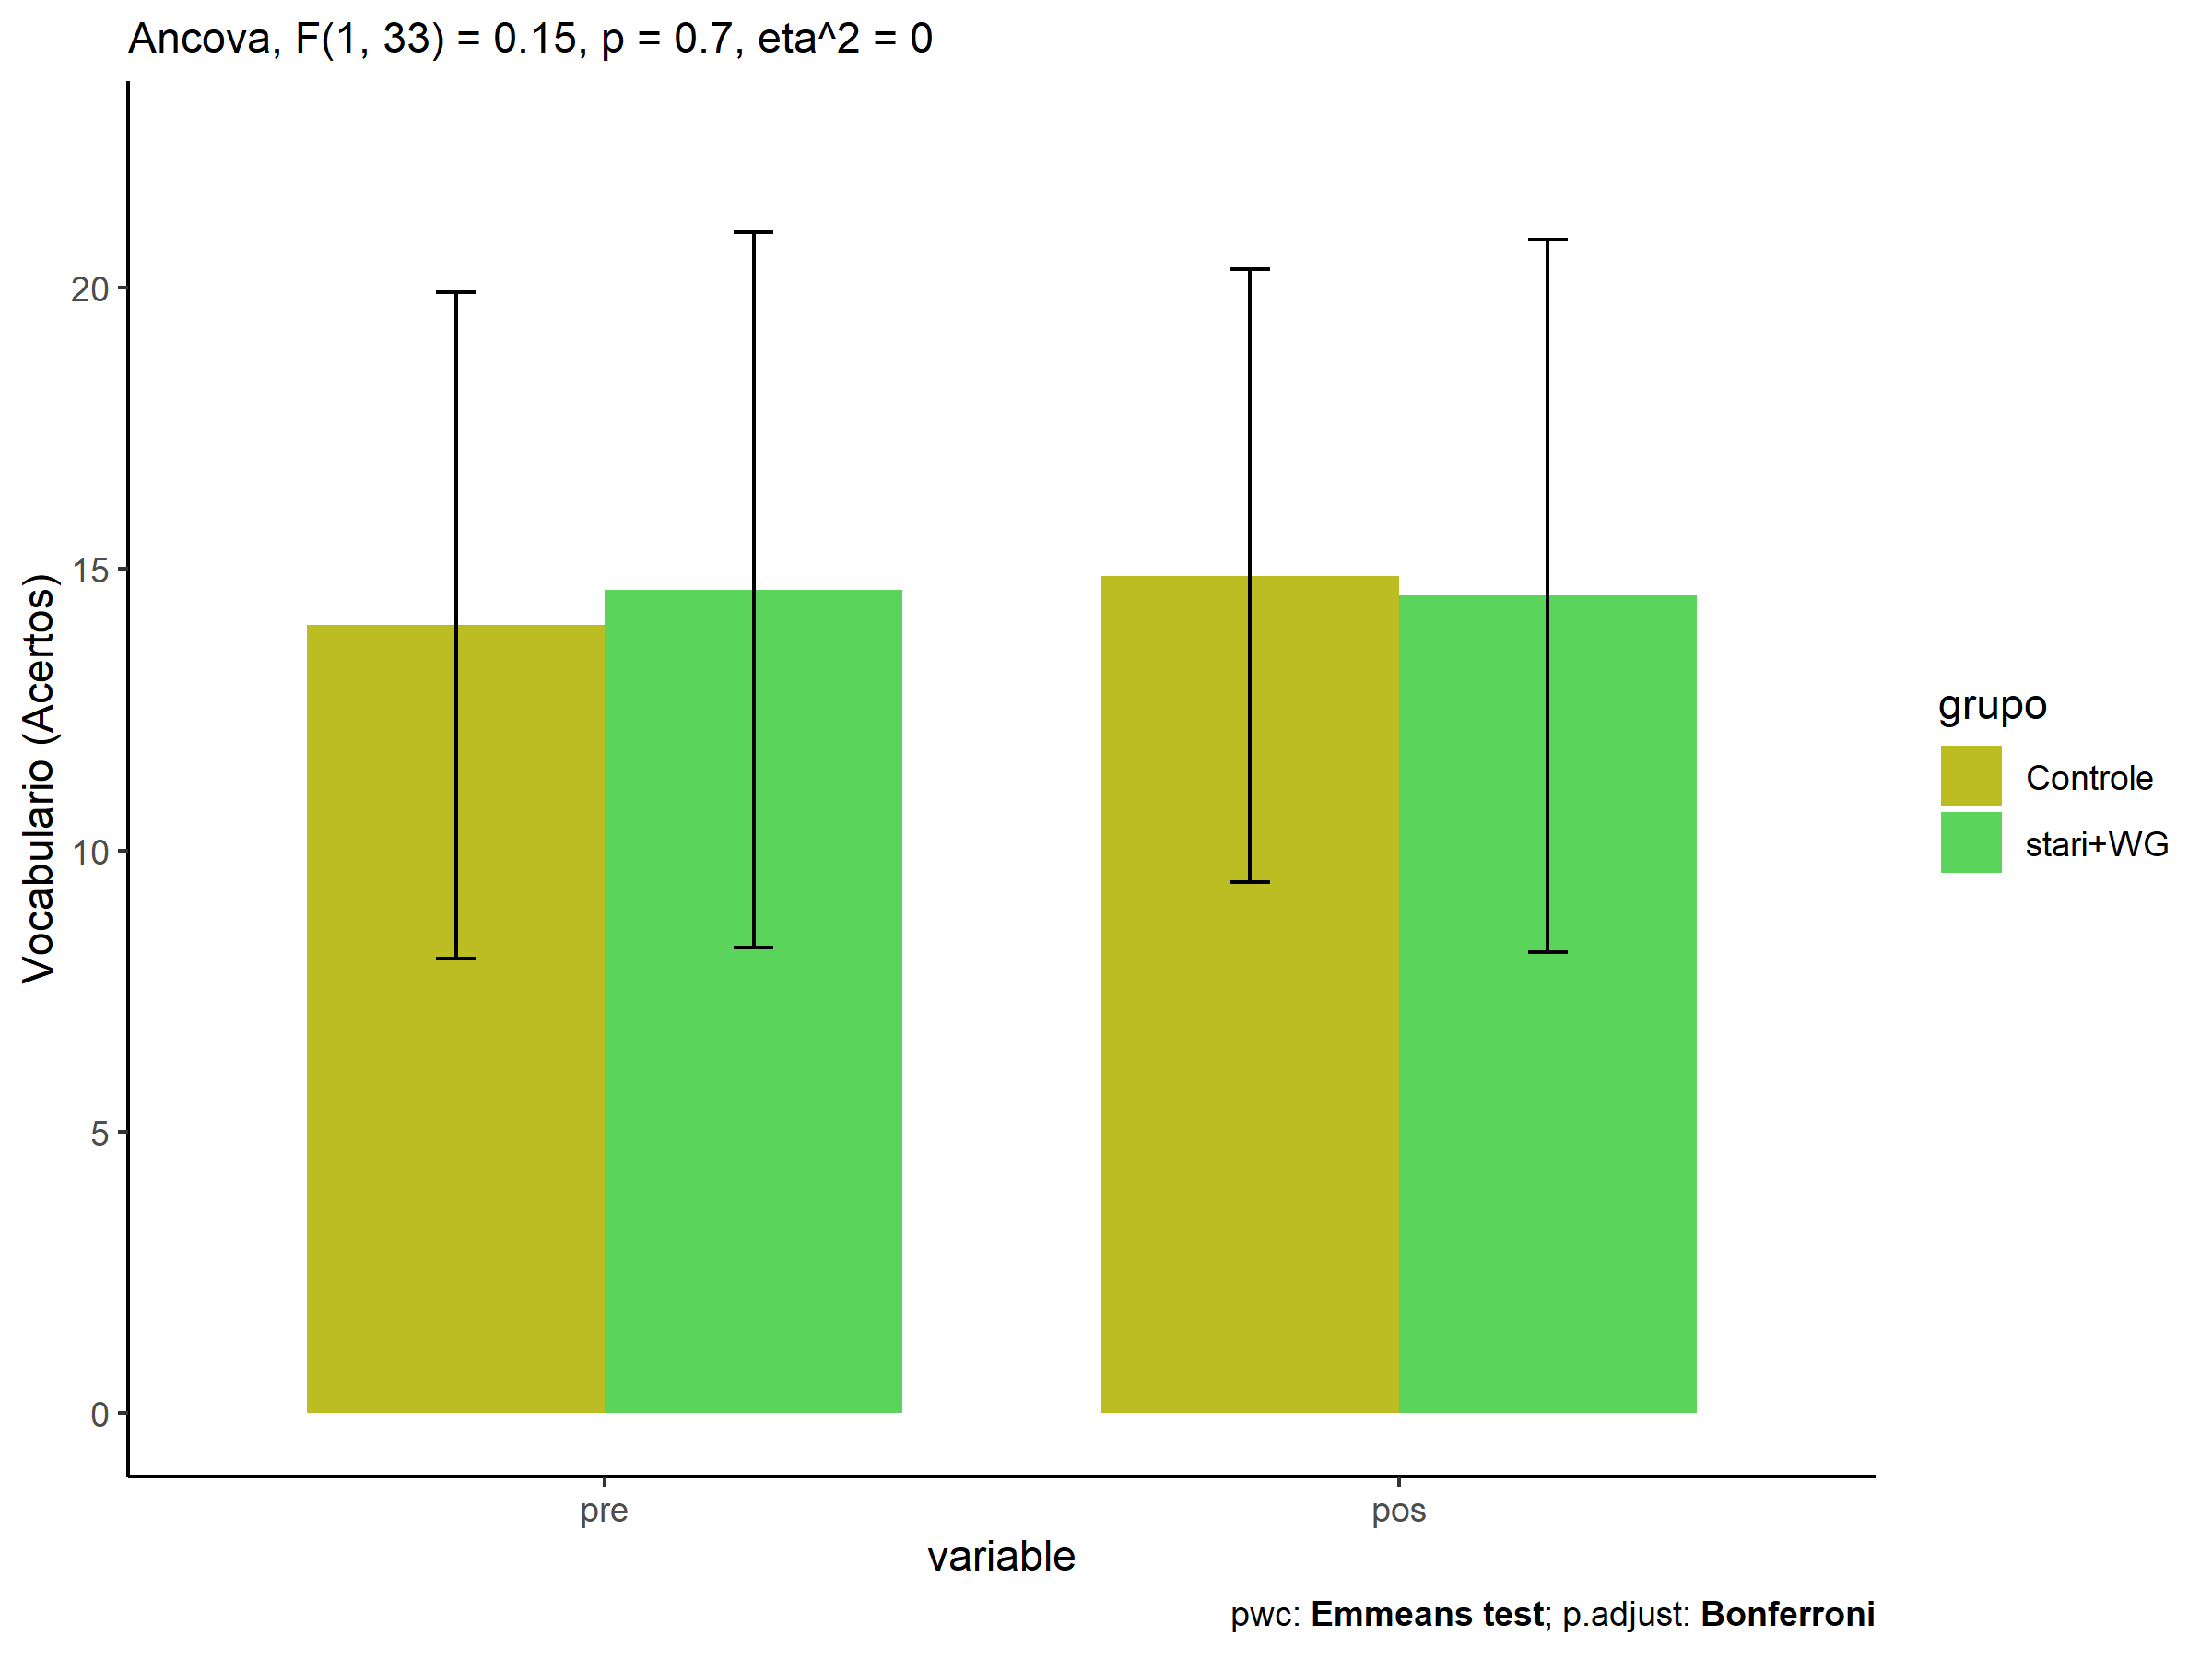 Ancova, F(1, 33) = 0.15, p = 0.7, eta^2 = 0
Vocabulario (Acertos)
20
15
10
5
0
pre
pos
variable
grupo
Controle
stari+WG
pwc: Emmeans test; p.adjust: Bonferroni